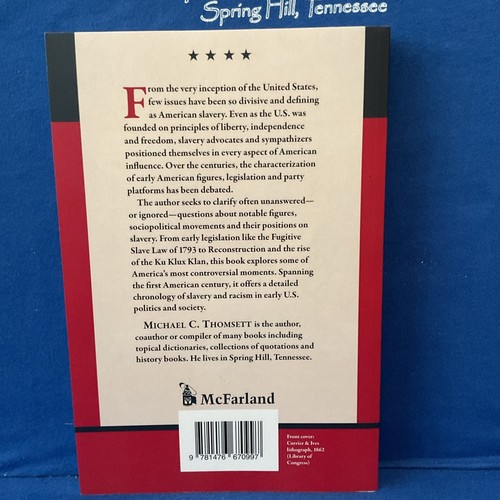 Spring Hill, Tennessee
★ ★ ★ ★
From the very inception of the United States,
few issues have been so divisive and defining
as American slavery. Even as the U.S. was
founded on principles of liberty, independence
and freedom, slavery advocates and sympathizers
positioned themselves in every aspect of American
influence. Over the centuries, the characterization
of early American figures, legislation and party
platforms has been debated.
The author seeks to clarify often unanswered—
or ignored—questions about notable figures,
sociopolitical movements and their positions on
slavery. From early legislation like the Fugitive
Slave Law of 1793 to Reconstruction and the rise
of the Ku Klux Klan, this book explores some of
America's most controversial moments. Spanning
the first American century, it offers a detailed
chronology of slavery and racism in early U.S.
politics and society.
MICHAEL C. THOMSETT is the author,
coauthor or compiler of many books including
topical dictionaries, collections of quotations and
history books. He lives in Spring Hill, Tennessee.
McFarland
9 781476 670997
Front cover:
Currier & Ives
lithograph, 1862
(Library of
Congress)